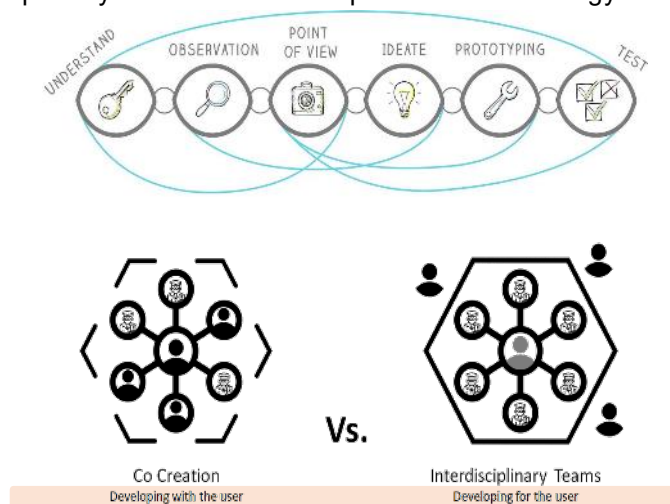 UNDERSTAND
OBSERVATION
POINT
OF VIEW
IDEATE
PROTOTYPING
TEST
Vs.
Co Creation
Interdisciplinary Teams
Developing with the user
Developing for the user